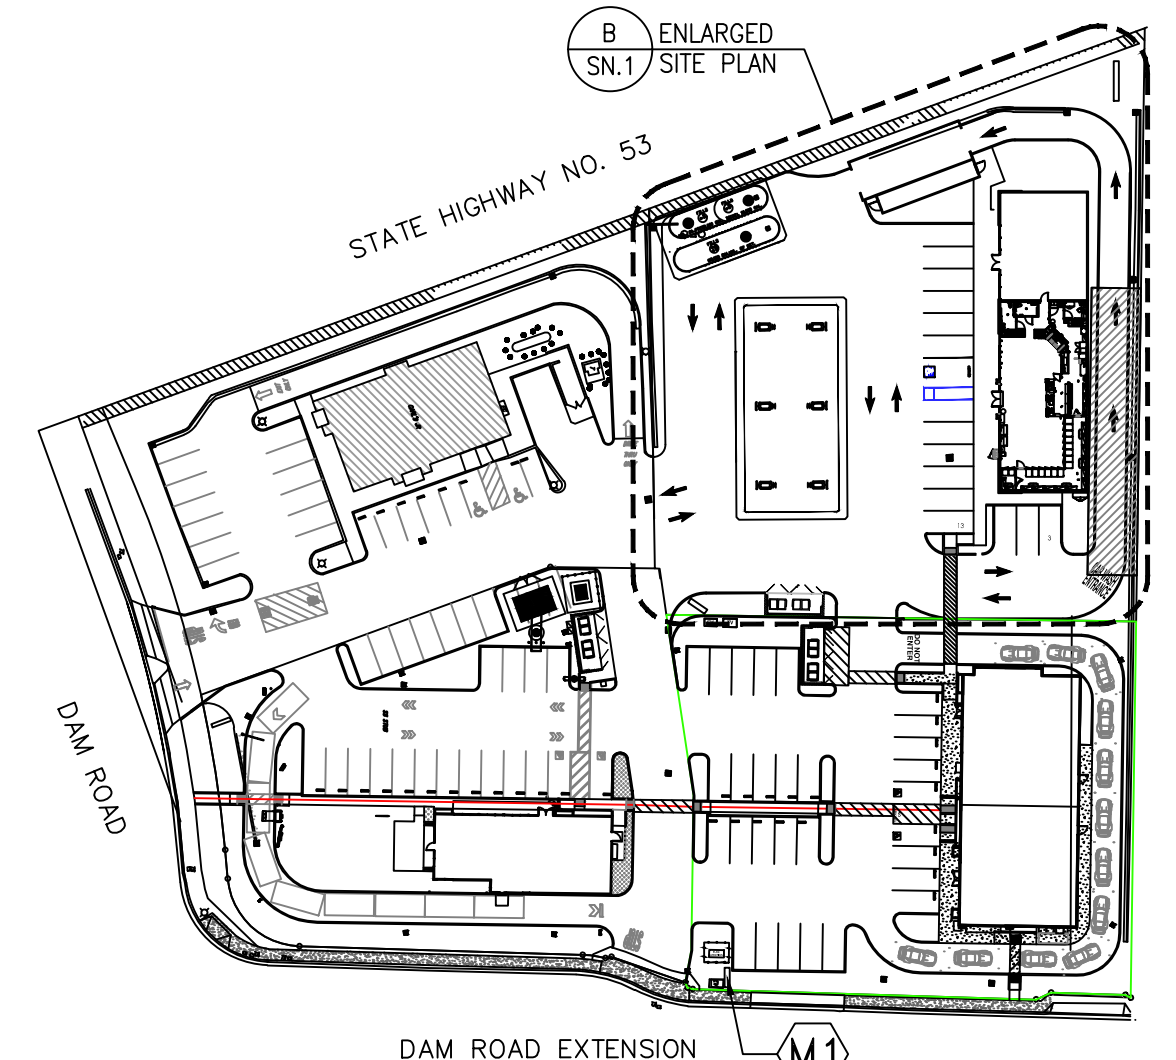 B
SN.1
ENLARGED
SITE PLAN
STATE HIGHWAY NO. 53
13
3
ENTRANCE
DO NOT
ENTER
DAM ROAD
DAM ROAD EXTENSION
M1